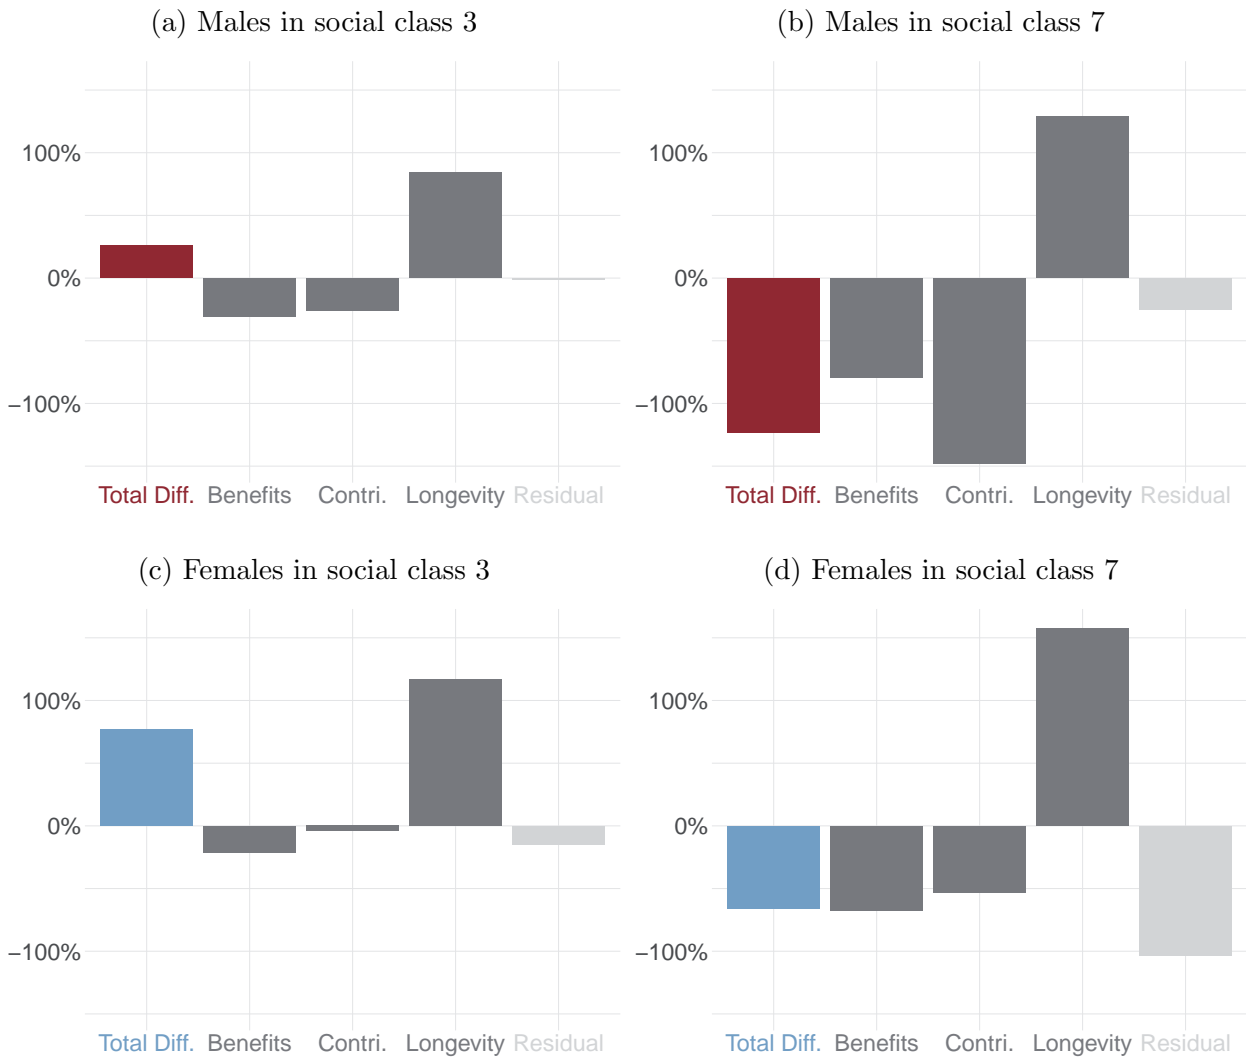 (a) Males in social class 3
100%
0%
−100%
Total Diff. Benefits Contri. Longevity Residual
(b) Males in social class 7
100%
0%
−100%
Total Diff. Benefits Contri. Longevity Residual
(c) Females in social class 3
100%
0%
−100%
Total Diff. Benefits Contri. Longevity Residual
(d) Females in social class 7
100%
0%
−100%
Total Diff. Benefits Contri. Longevity Residual